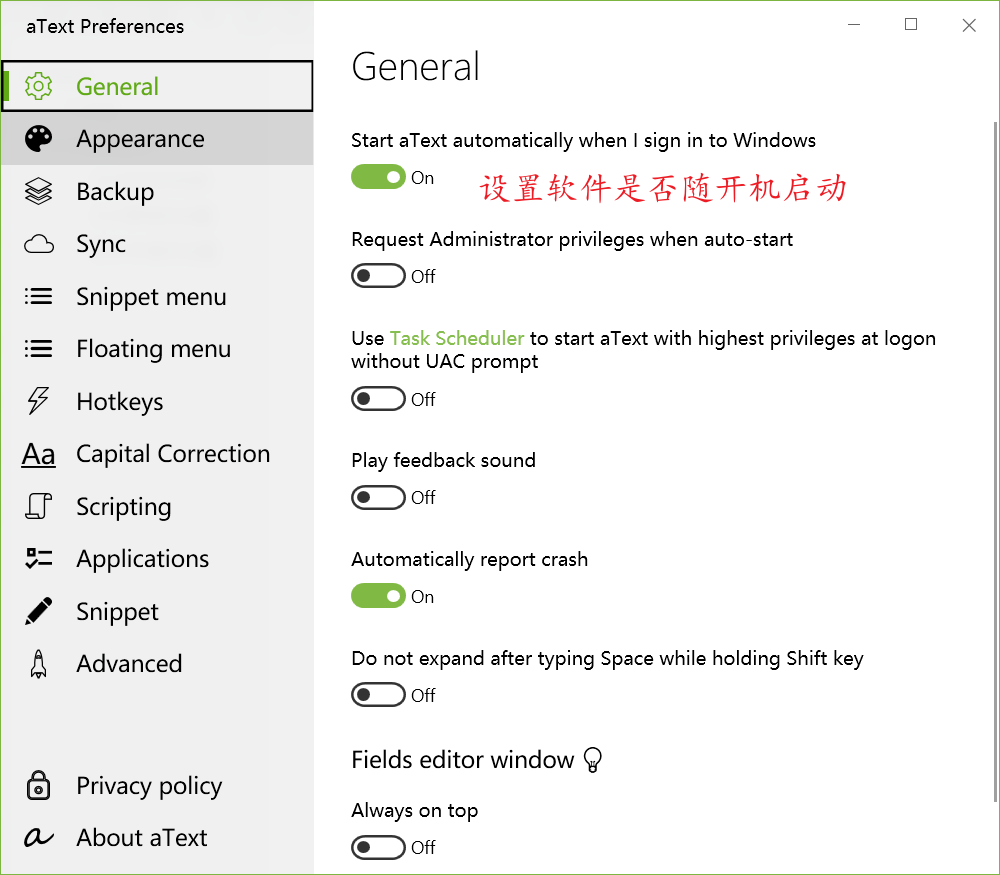 aText Preferences
General
Appearance
Backup
Sync
Snippet menu
Floating menu
Hotkeys
Aa Capital Correction
Scripting
Applications
Snippet
Advanced
Privacy policy
About aText
General
Start aText automatically when I sign in to Windows
On
设置软件是否随开机启动
Request Administrator privileges when auto-start
Off
Use Task Scheduler to start aText with highest privileges at logon
without UAC prompt
Off
Play feedback sound
Off
Automatically report crash
On
Do not expand after typing Space while holding Shift key
Off
Fields editor window
Always on top
Off